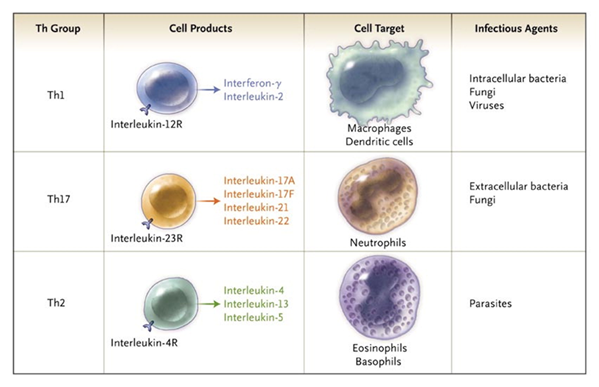 Th Group
Cell Products
Cell Target
Infectious Agents
Th1
Interferon-γ
Interleukin-2
Interleukin-12R
Macrophages
Dendritic cells
Intracellular bacteria
Fungi
Viruses
Th17
Interleukin-17A
Interleukin-17F
Interleukin-21
Interleukin-22
Interleukin-23R
Neutrophils
Extracellular bacteria
Fungi
Th2
Interleukin-4
Interleukin-13
Interleukin-5
Interleukin-4R
Eosinophils
Basophils
Parasites